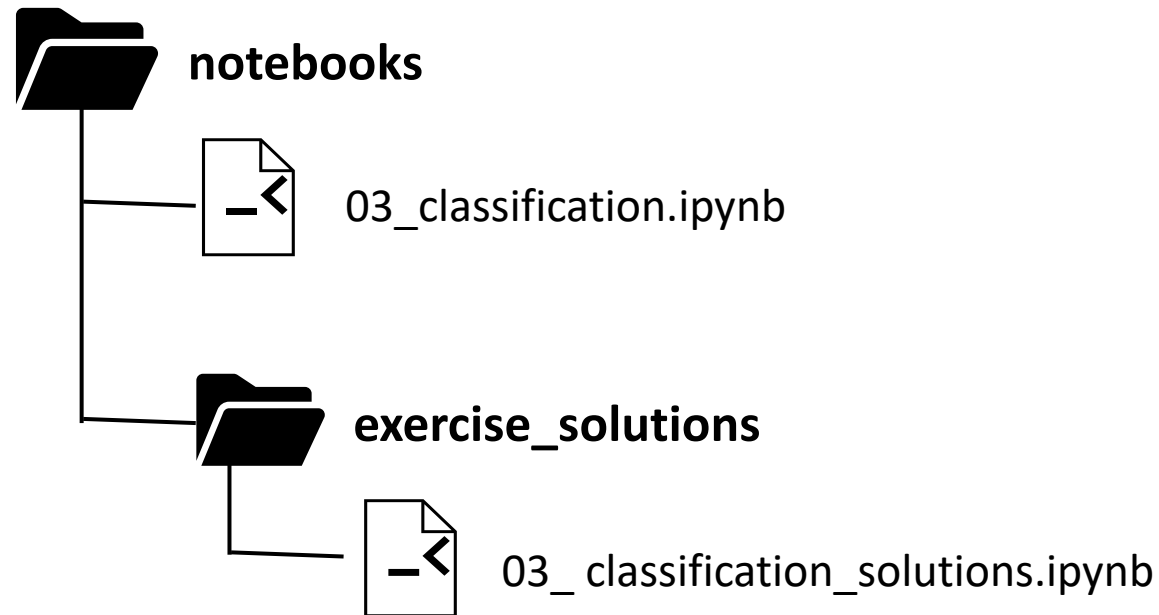 notebooks
03_classification.ipynb
exercise_solutions
03_ classification_solutions.ipynb